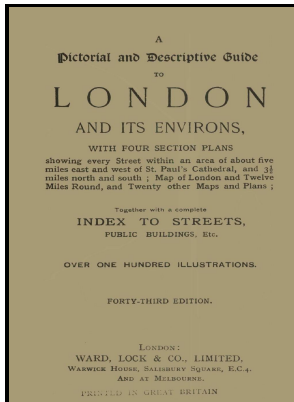 A
Pictorial and Descriptive Guide
TO
LONDON
AND ITS ENVIRONS,
WITH FOUR SECTION PLANS
showing every Street within an area of about five
miles east and west of St. Paul's Cathedral, and 3½
miles north and south ; Map of London and Twelve
Miles Round, and Twenty other Maps and Plans ;
Together with a complete
INDEX TO STREETS,
PUBLIC BUILDINGS, Etc.
OVER ONE HUNDRED ILLUSTRATIONS.
FORTY-THIRD EDITION.
LONDON:
WARD, LOCK & CO., LIMITED,
WARWICK HOUSE, SALISBURY SQUARE, E.C.4.
AND AT MELBOURNE.
PRINTED IN GREAT BRITAIN